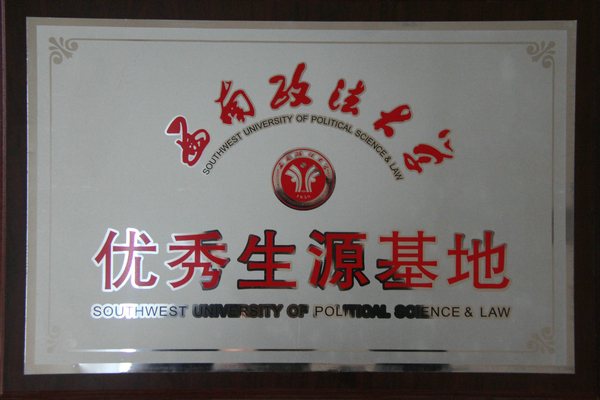 西南政法大学
SOUTHWEST UNIVERSITY OF POLITICAL SCIENCE & LAW
优秀生源基地
SOUTHWEST UNIVERSITY OF POLITICAL SCIENCE & LAW